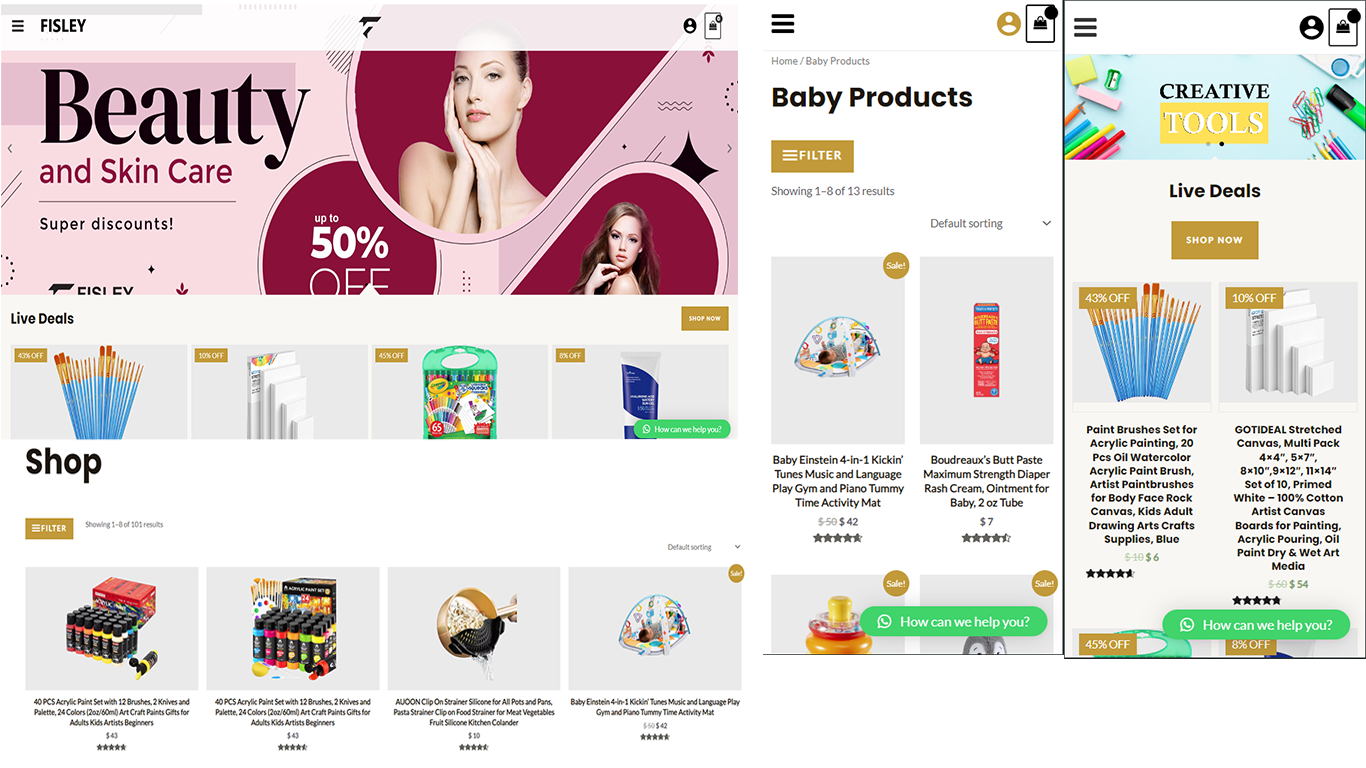 FISLEY
0
Beauty
and Skin Care
Super discounts!
up to
50%
OFF
FISLEY
Live Deals
SHOP NOW
43% OFF
10% OFF
45% OFF
8% OFF
Crayola
65
How can we help you?
Shop
FILTER
Showing 1–8 of 101 results
Default sorting
Sale!
ACRYLIC PAINT SET
40 PCS Acrylic Paint Set with 12 Brushes, 2 Knives and
Palette, 24 Colors (2oz/60ml) Art Craft Paints Gifts for
Adults Kids Artists Beginners
$ 43
40 PCS Acrylic Paint Set with 12 Brushes, 2 Knives and
Palette, 24 Colors (2oz/60ml) Art Craft Paints Gifts for
Adults Kids Artists Beginners
$ 43
AUOON Clip On Strainer Silicone for All Pots and Pans,
Pasta Strainer Clip on Food Strainer for Meat Vegetables
Fruit Silicone Kitchen Colander
$ 10
Baby Einstein 4-in-1 Kickin' Tunes Music and Language Play
Gym and Piano Tummy Time Activity Mat
$ 50 $ 42
Home / Baby Products
Baby Products
FILTER
Showing 1–8 of 13 results
Default sorting
Sale!
BOUDREAUX'S
BUTT PASTE
Baby Einstein 4-in-1 Kickin'
Tunes Music and Language
Play Gym and Piano Tummy
Time Activity Mat
$ 50 $ 42
Boudreaux's Butt Paste
Maximum Strength Diaper
Rash Cream, Ointment for
Baby, 2 oz Tube
$ 7
Sale!
Sale!
How can we help you?
CREATIVE
TOOLS
Live Deals
SHOP NOW
43% OFF
10% OFF
Paint Brushes Set for
Acrylic Painting, 20
Pcs Oil Watercolor
Acrylic Paint Brush,
Artist Paintbrushes
for Body Face Rock
Canvas, Kids Adult
Drawing Arts Crafts
Supplies, Blue
$ 10 $ 6
GOTIDEAL Stretched
Canvas, Multi Pack
4×4", 5×7",
8×10",9×12", 11×14"
Set of 10, Primed
White – 100% Cotton
Artist Canvas
Boards for Painting,
Acrylic Pouring, Oil
Paint Dry & Wet Art
Media
$ 60 $ 54
45% OFF
8% OFF
How can we help you?